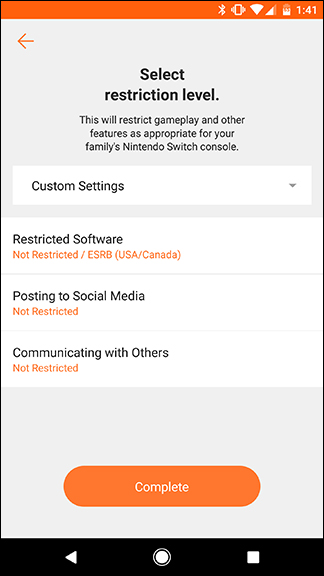 1:41
Select
restriction level.
This will restrict gameplay and other
features as appropriate for your
family's Nintendo Switch console.
Custom Settings
Restricted Software
Not Restricted / ESRB (USA/Canada)
Posting to Social Media
Not Restricted
Communicating with Others
Not Restricted
Complete